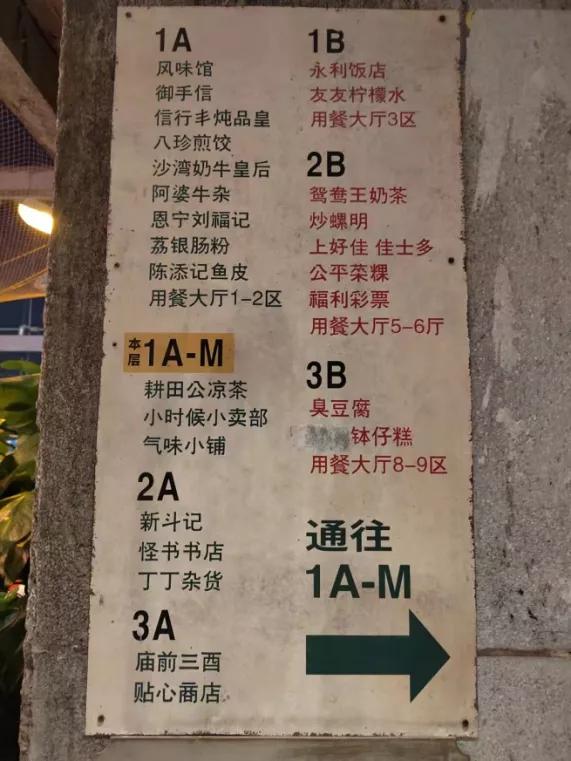 1A
风味馆
御手信
信行丰炖品皇
八珍煎饺
沙湾奶牛皇后
阿婆牛杂
恩宁刘福记
荔银肠粉
陈添记鱼皮
用餐大厅1-2区
本层 1A-M
耕田公凉茶
小时候小卖部
气味小铺
2A
新斗记
怪书书店
丁丁杂货
3A
庙前三酉
贴心商店
1B
永利饭店
友友柠檬水
用餐大厅3区
2B
鸳鸯王奶茶
炒螺明
上好佳 佳士多
公平菜粿
福利彩票
用餐大厅5-6厅
3B
臭豆腐
钵仔糕
用餐大厅8-9区
通往
1A-M